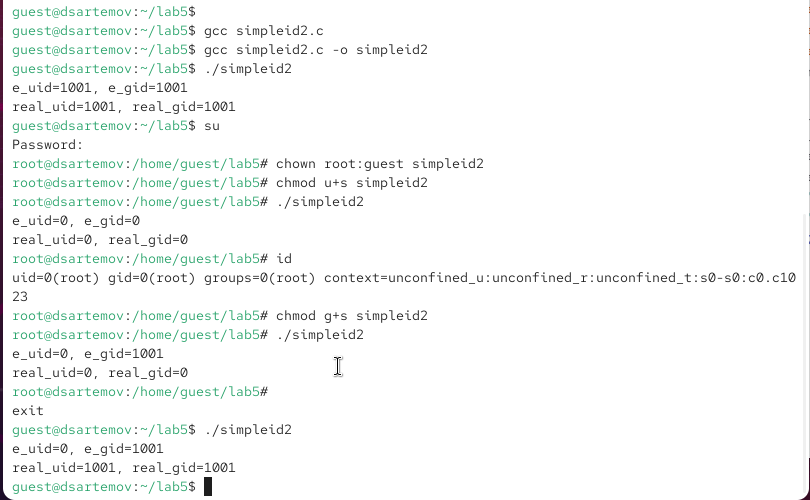 guest@dsartemov:~/lab5$
guest@dsartemov:~/lab5$ gcc simpleid2.c
guest@dsartemov:~/lab5$ gcc simpleid2.c -o simpleid2
guest@dsartemov:~/lab5$ ./simpleid2
e_uid=1001, e_gid=1001
real_uid=1001, real_gid=1001
guest@dsartemov:~/lab5$ su
Password:
root@dsartemov:/home/guest/lab5# chown root:guest simpleid2
root@dsartemov:/home/guest/lab5# chmod u+s simpleid2
root@dsartemov:/home/guest/lab5# ./simpleid2
e_uid=0, e_gid=0
real_uid=0, real_gid=0
root@dsartemov:/home/guest/lab5# id
uid=0(root) gid=0(root) groups=0(root) context=unconfined_u:unconfined_r:unconfined_t:s0-s0:c0.c10
23
root@dsartemov:/home/guest/lab5# chmod g+s simpleid2
root@dsartemov:/home/guest/lab5# ./simpleid2
e_uid=0, e_gid=1001
real_uid=0, real_gid=0
root@dsartemov:/home/guest/lab5#
exit
guest@dsartemov:~/lab5$ ./simpleid2
e_uid=0, e_gid=1001
real_uid=1001, real_gid=1001
guest@dsartemov:~/lab5$